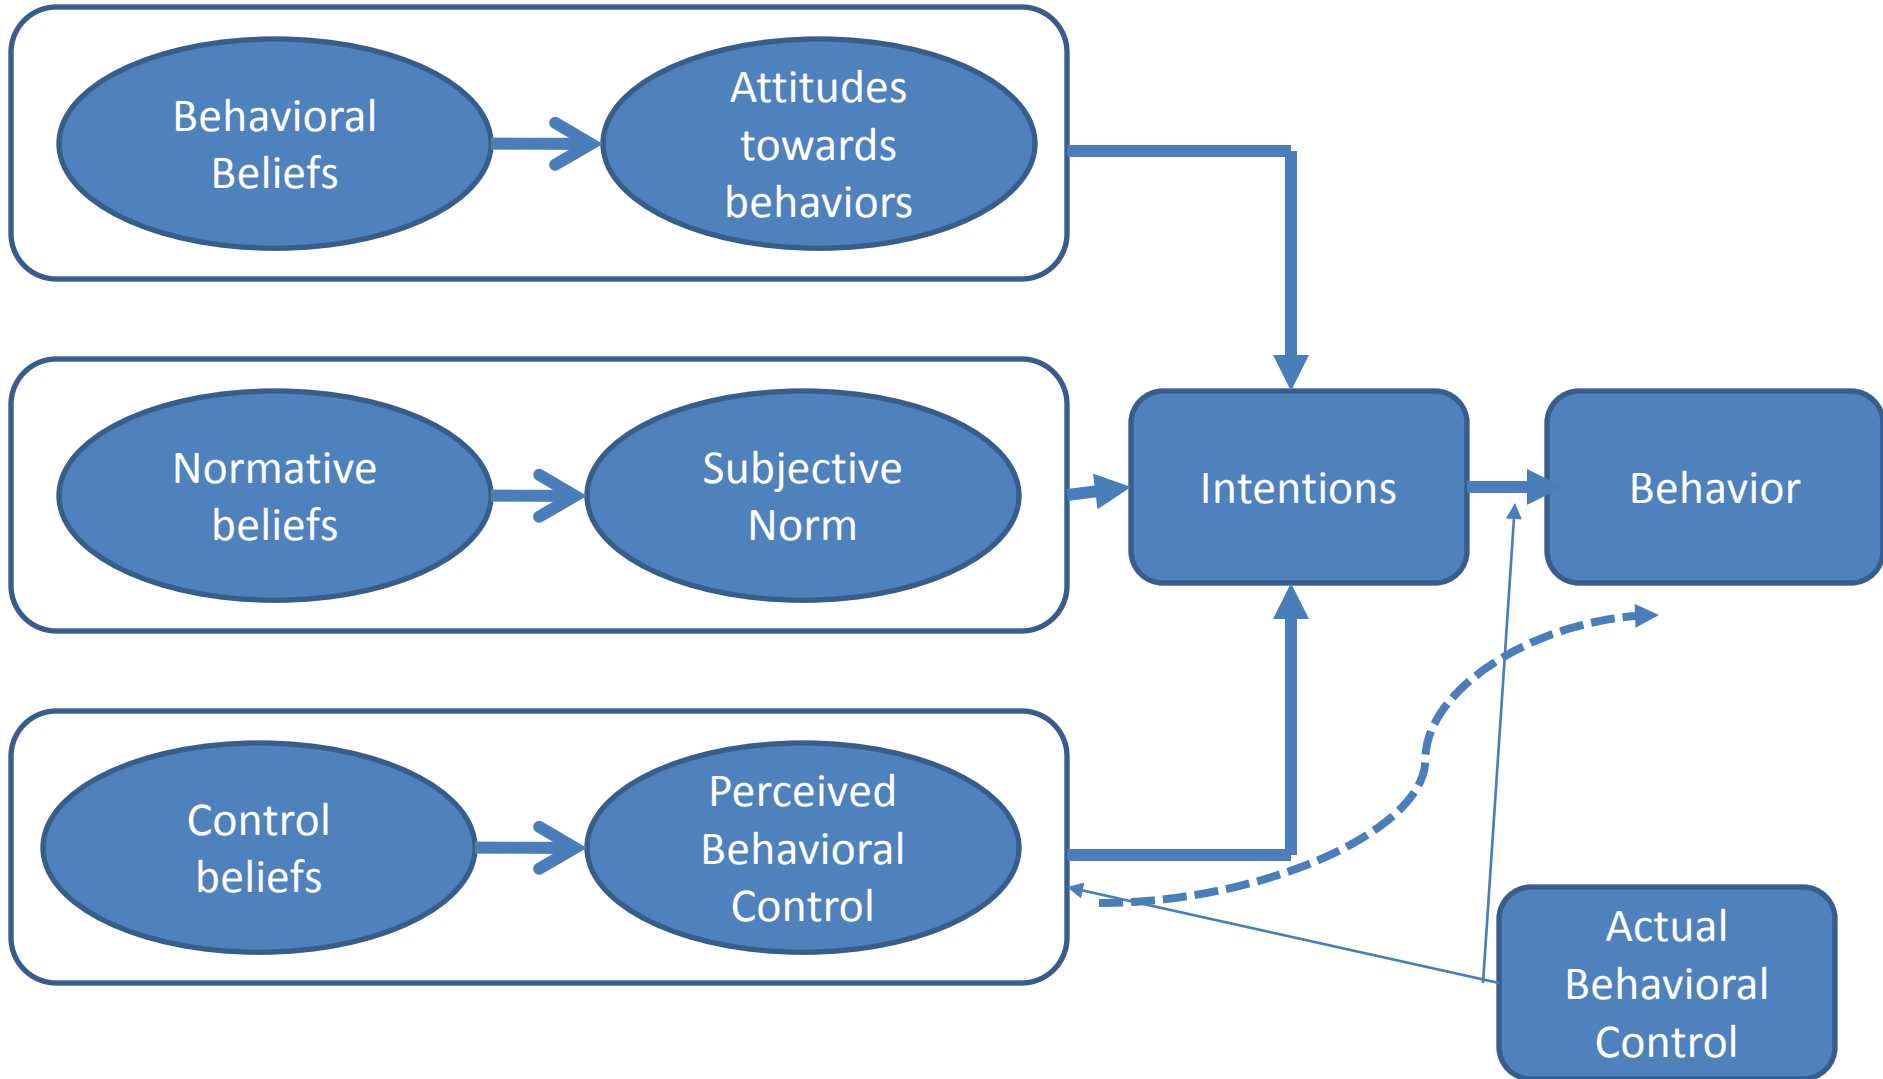 Behavioral
Beliefs
Attitudes
towards
behaviors
Normative
beliefs
Subjective
Norm
Intentions
Behavior
Control
beliefs
Perceived
Behavioral
Control
Actual
Behavioral
Control